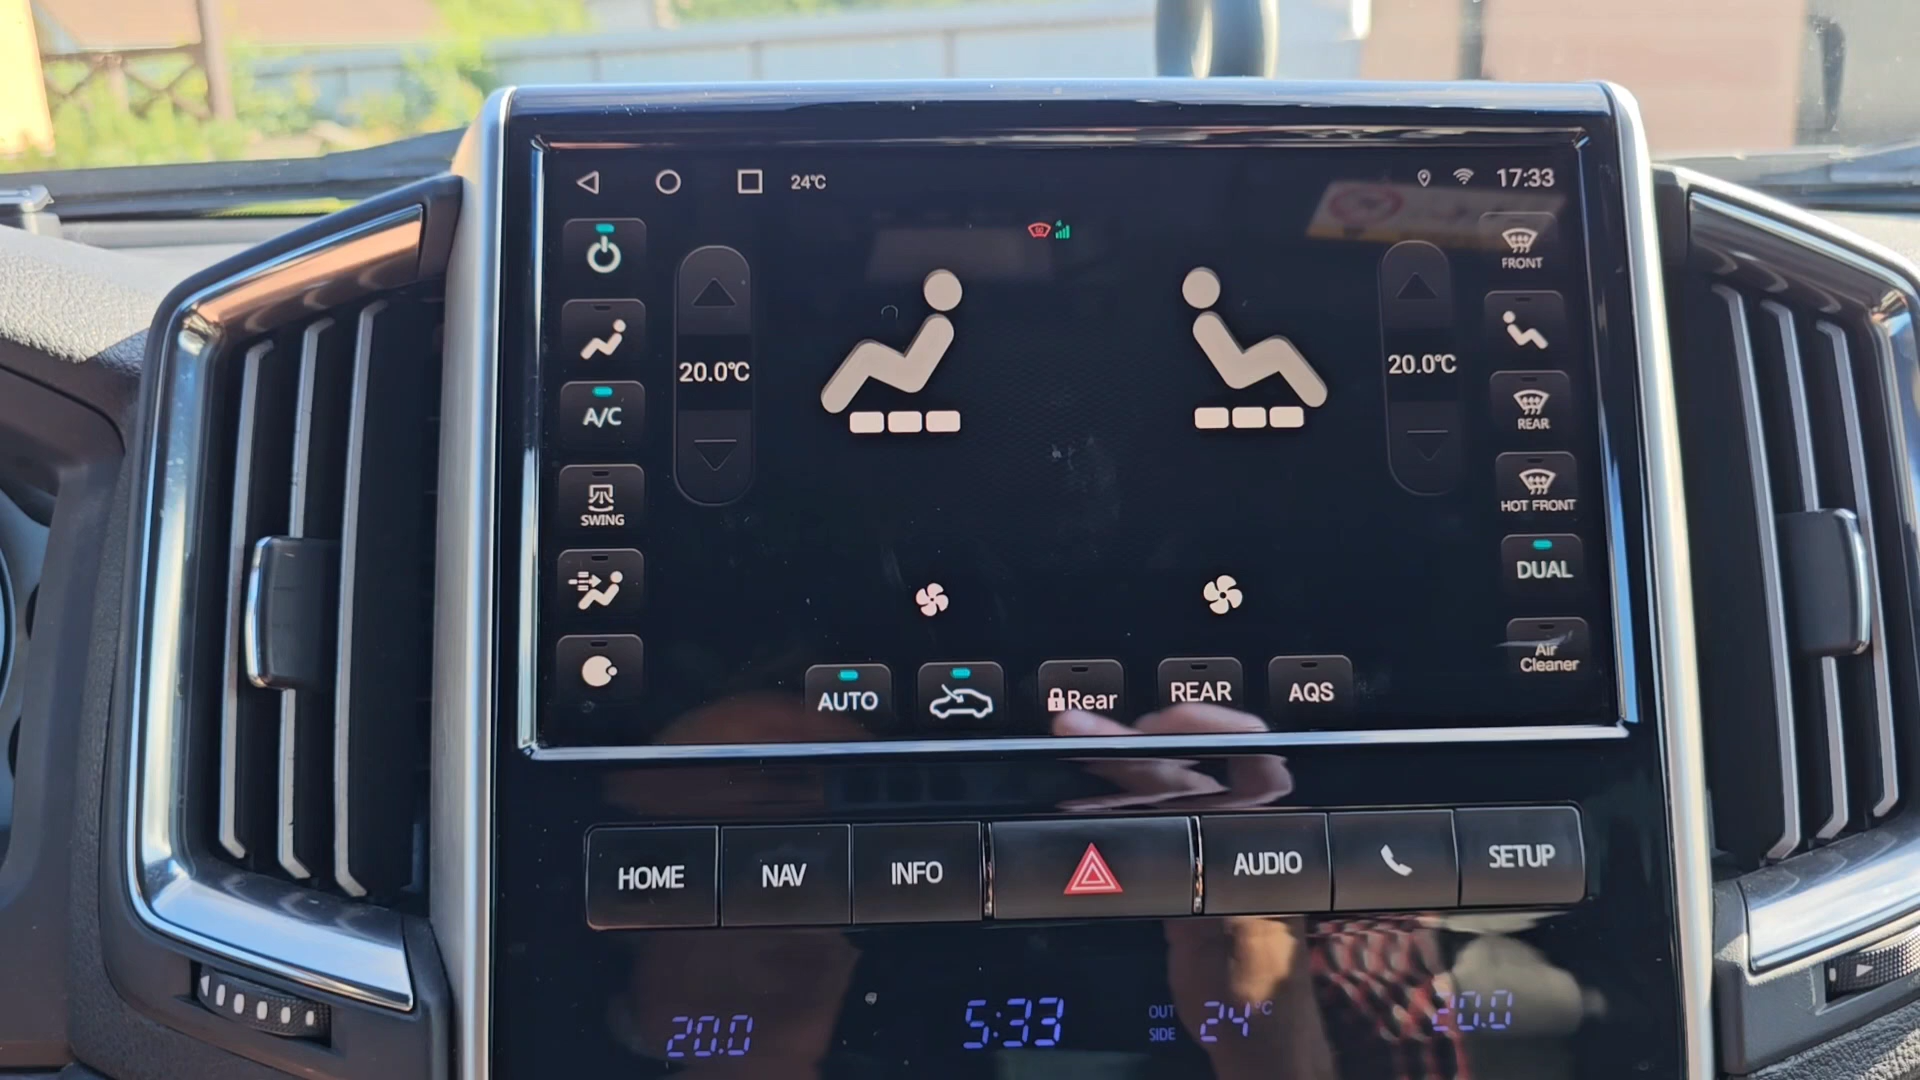 24°C
17:33
FRONT
20.0°C
20.0°C
A/C
REAR
SWING
HOT FRONT
DUAL
Air
Cleaner
AUTO
Rear
REAR
AQS
HOME
NAV
INFO
AUDIO
SETUP
20.0
5:33
OUT
SIDE
24°C
20.0